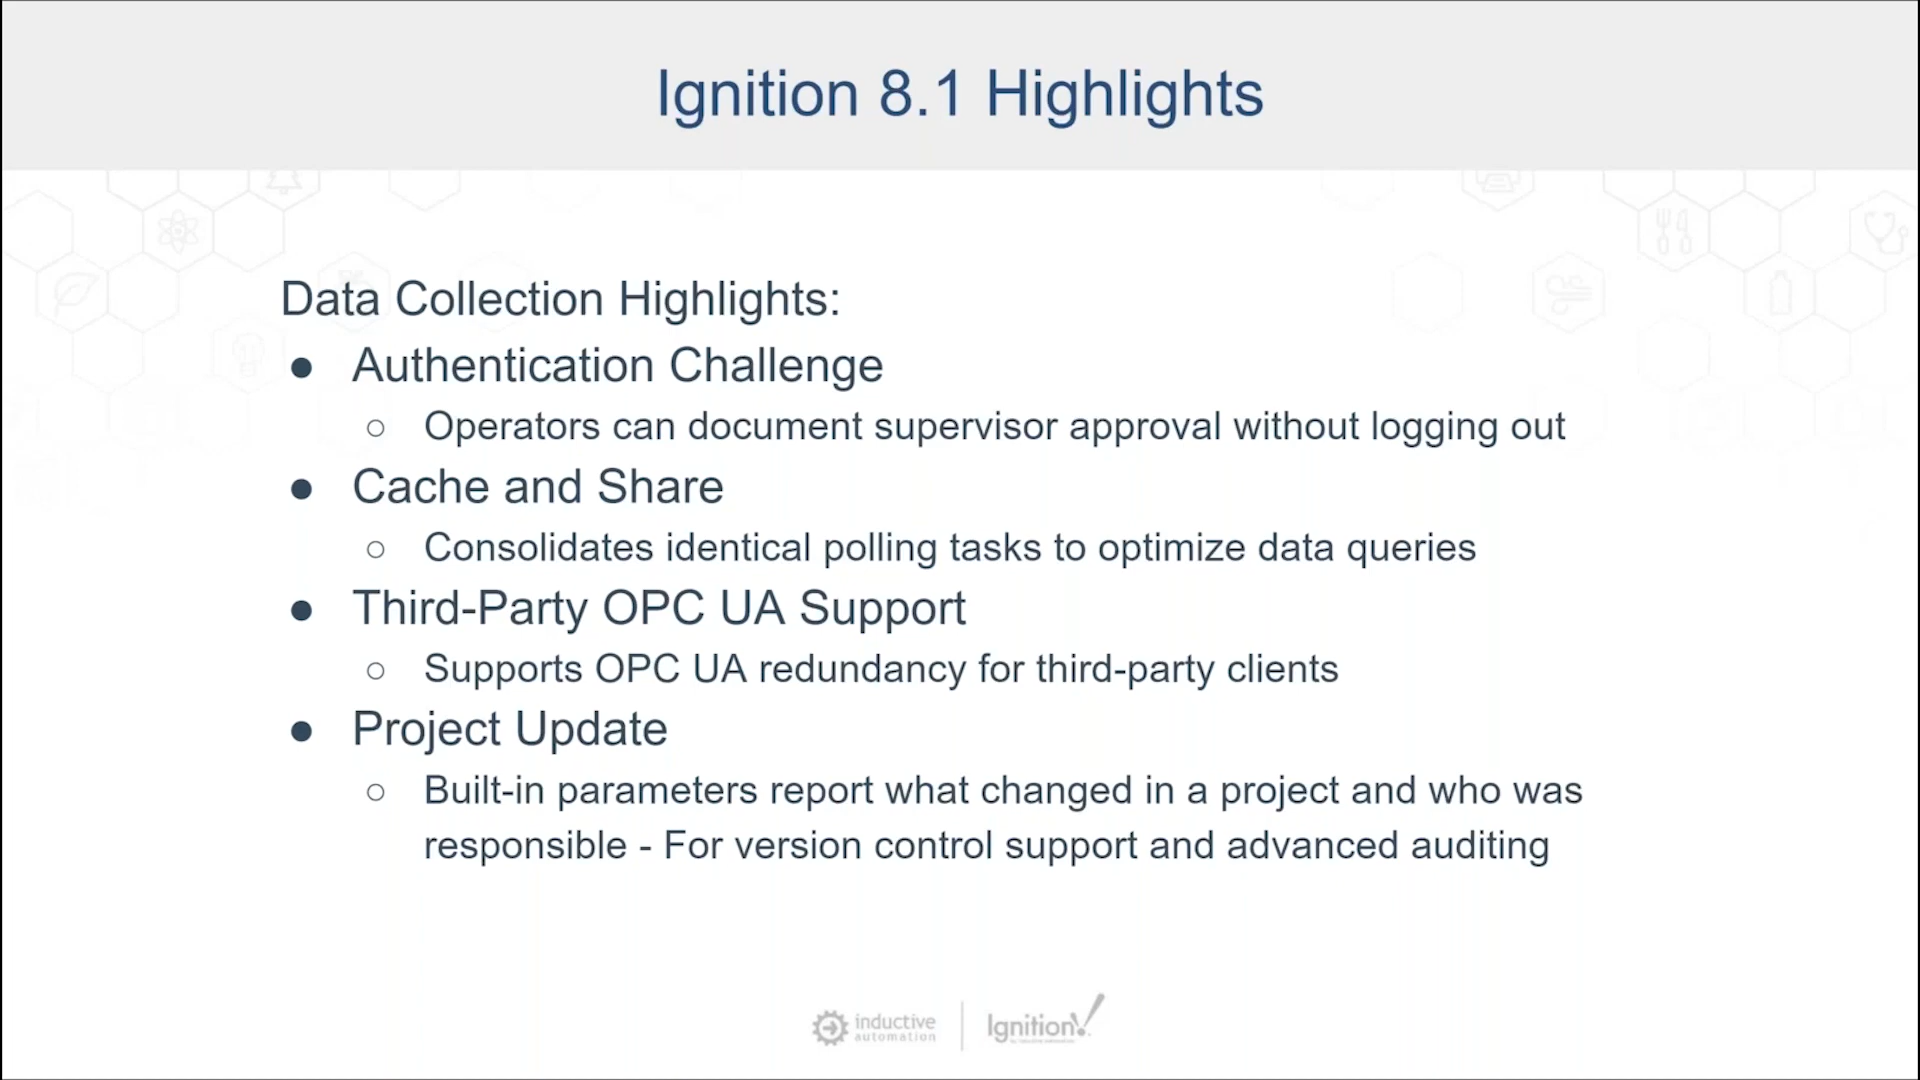 Ignition 8.1 Highlights
Data Collection Highlights:
● Authentication Challenge
○ Operators can document supervisor approval without logging out
● Cache and Share
○ Consolidates identical polling tasks to optimize data queries
● Third-Party OPC UA Support
○ Supports OPC UA redundancy for third-party clients
● Project Update
○ Built-in parameters report what changed in a project and who was
responsible - For version control support and advanced auditing
inductive
automation
Ignition!
by inductive automation